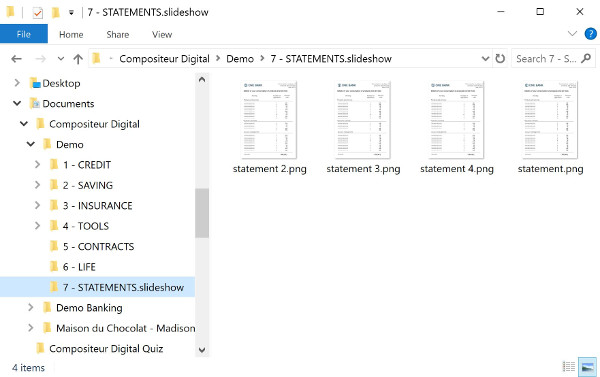 7 - STATEMENTS.slideshow
File Home Share View
Compositeur Digital Demo 7 - STATEMENTS.slideshow Search 7 - S...
Desktop
Documents
Compositeur Digital
Demo
1 - CREDIT
2 - SAVING
3 - INSURANCE
4 - TOOLS
5 - CONTRACTS
6 - LIFE
7 - STATEMENTS.slideshow
Demo Banking
Maison du Chocolat - Madison
Compositeur Digital Quiz
statement 2.png statement 3.png statement 4.png statement.png
4 items